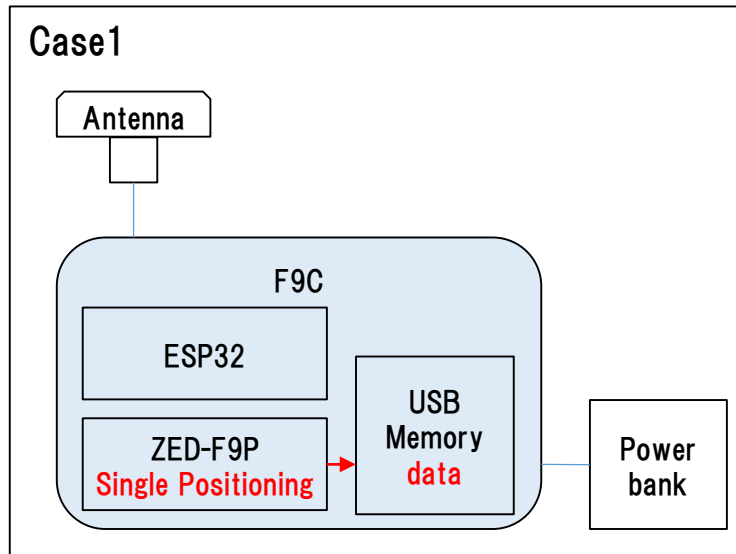 Case1
Antenna
F9C
ESP32
ZED-F9P
Single Positioning
USB
Memory
data
Power
bank